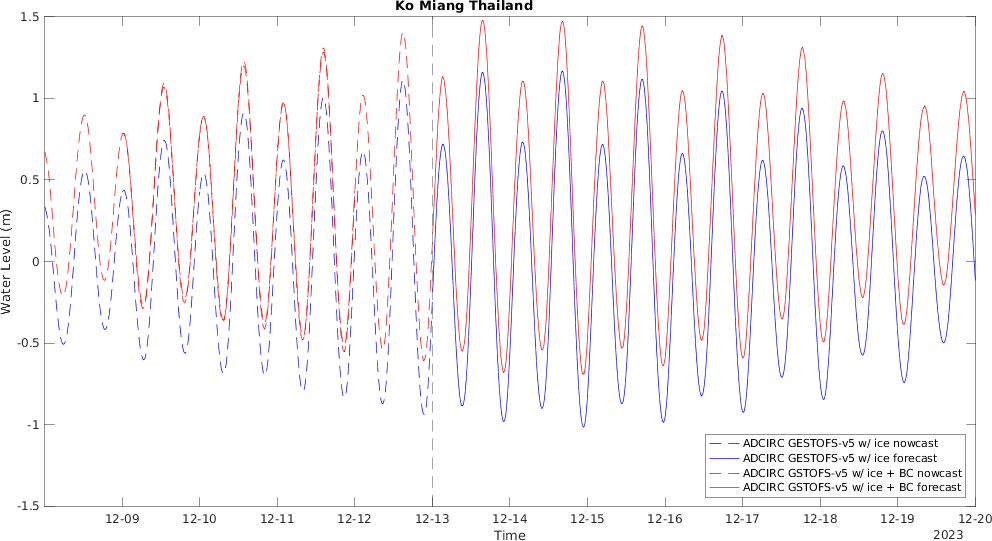 Ko Miang Thailand
Water Level (m)
1.5
1
0.5
0
-0.5
-1
-1.5
ADCIRC GESTOFS-v5 w/ ice nowcast
ADCIRC GESTOFS-v5 w/ ice forecast
ADCIRC GSTOFS-v5 w/ ice + BC nowcast
ADCIRC GSTOFS-v5 w/ ice + BC forecast
12-09 12-10 12-11 12-12 12-13 12-14 12-15 12-16 12-17 12-18 12-19 12-20
Time
2023